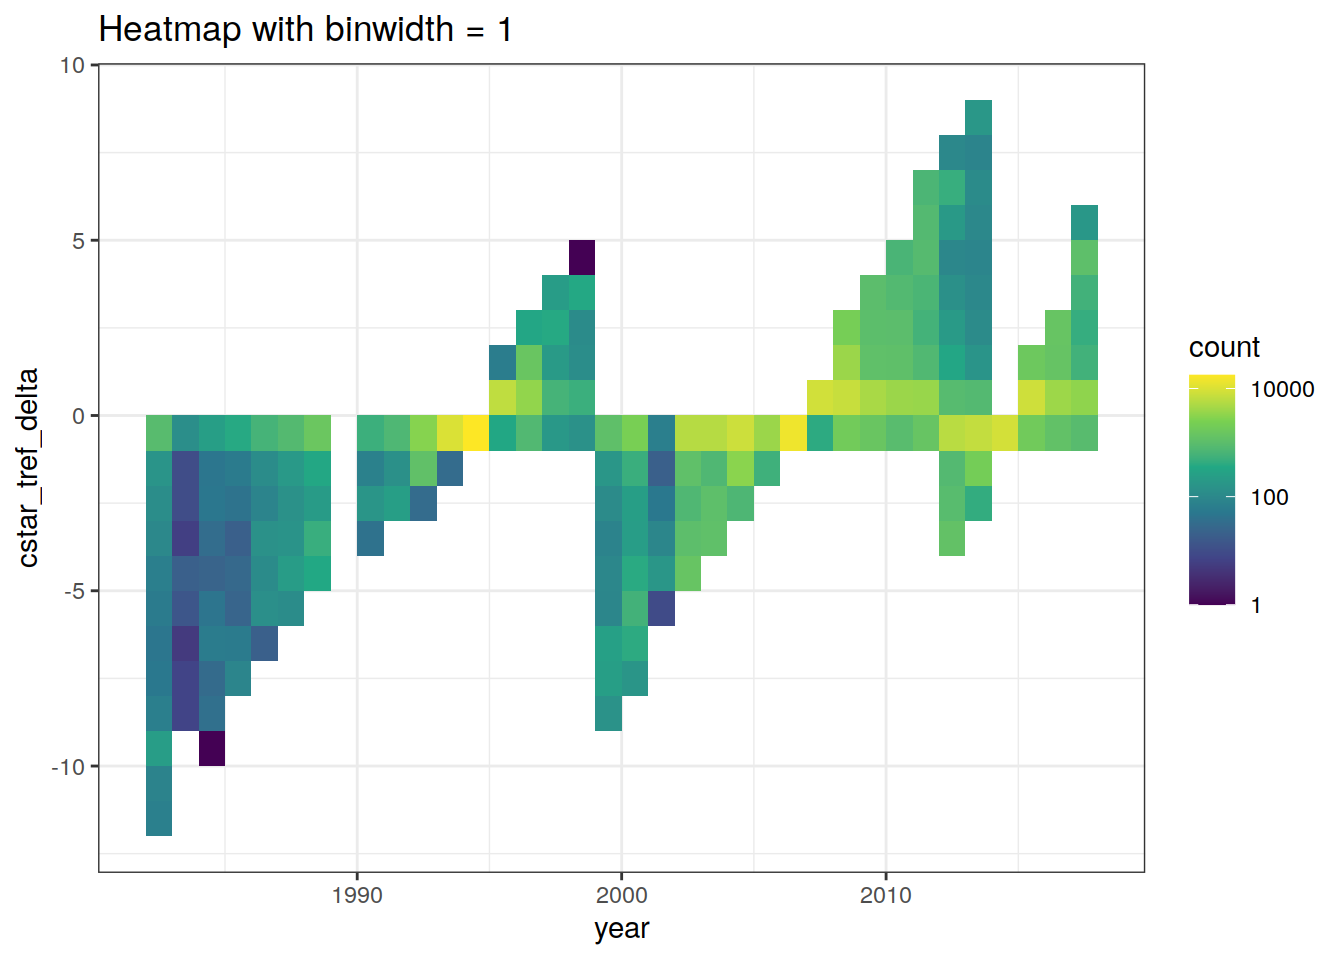 Heatmap with binwidth = 1
10
5
0
-5
-10
cstar_tref_delta
1990
2000
2010
year
count
10000
100
1